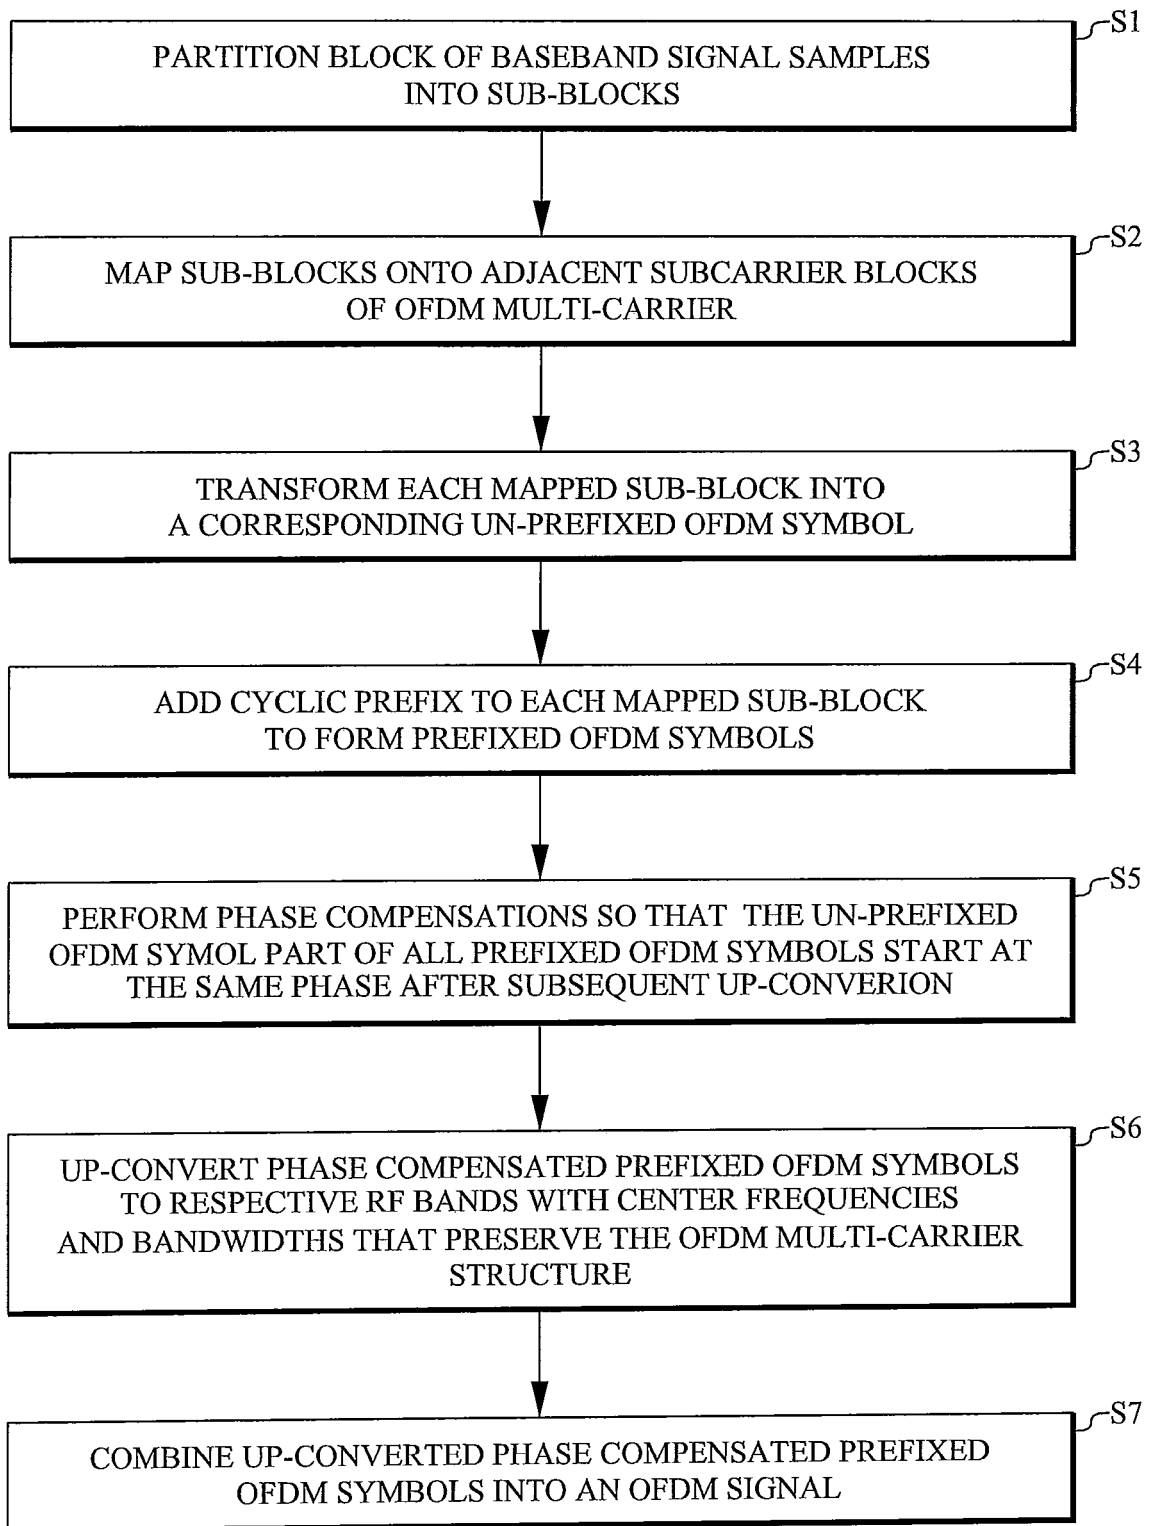 S1
PARTITION BLOCK OF BASEBAND SIGNAL SAMPLES
INTO SUB-BLOCKS
S2
MAP SUB-BLOCKS ONTO ADJACENT SUBCARRIER BLOCKS
OF OFDM MULTI-CARRIER
S3
TRANSFORM EACH MAPPED SUB-BLOCK INTO
A CORRESPONDING UN-PREFIXED OFDM SYMBOL
S4
ADD CYCLIC PREFIX TO EACH MAPPED SUB-BLOCK
TO FORM PREFIXED OFDM SYMBOLS
S5
PERFORM PHASE COMPENSATIONS SO THAT THE UN-PREFIXED
OFDM SYMOL PART OF ALL PREFIXED OFDM SYMBOLS START AT
THE SAME PHASE AFTER SUBSEQUENT UP-CONVERION
S6
UP-CONVERT PHASE COMPENSATED PREFIXED OFDM SYMBOLS
TO RESPECTIVE RF BANDS WITH CENTER FREQUENCIES
AND BANDWIDTHS THAT PRESERVE THE OFDM MULTI-CARRIER
STRUCTURE
S7
COMBINE UP-CONVERTED PHASE COMPENSATED PREFIXED
OFDM SYMBOLS INTO AN OFDM SIGNAL